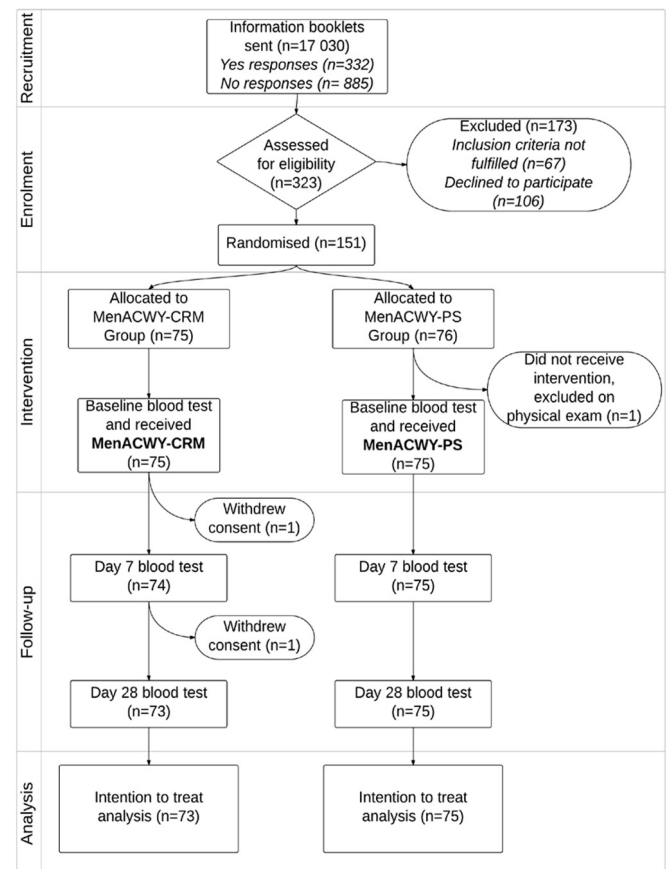 Recruitment
Information booklets
sent (n=17 030)
Yes responses (n=332)
No responses (n= 885)
Enrolment
Assessed
for eligibility
(n=323)
Excluded (n=173)
Inclusion criteria not
fulfilled (n=67)
Declined to participate
(n=106)
Randomised (n=151)
Intervention
Allocated to
MenACWY-CRM
Group (n=75)
Allocated to
MenACWY-PS
Group (n=76)
Did not receive
intervention,
excluded on
physical exam (n=1)
Baseline blood test
and received
MenACWY-CRM
(n=75)
Baseline blood test
and received
MenACWY-PS
(n=75)
Follow-up
Withdrew
consent (n=1)
Day 7 blood test
(n=74)
Day 7 blood test
(n=75)
Withdrew
consent (n=1)
Day 28 blood test
(n=73)
Day 28 blood test
(n=75)
Analysis
Intention to treat
analysis (n=73)
Intention to treat
analysis (n=75)